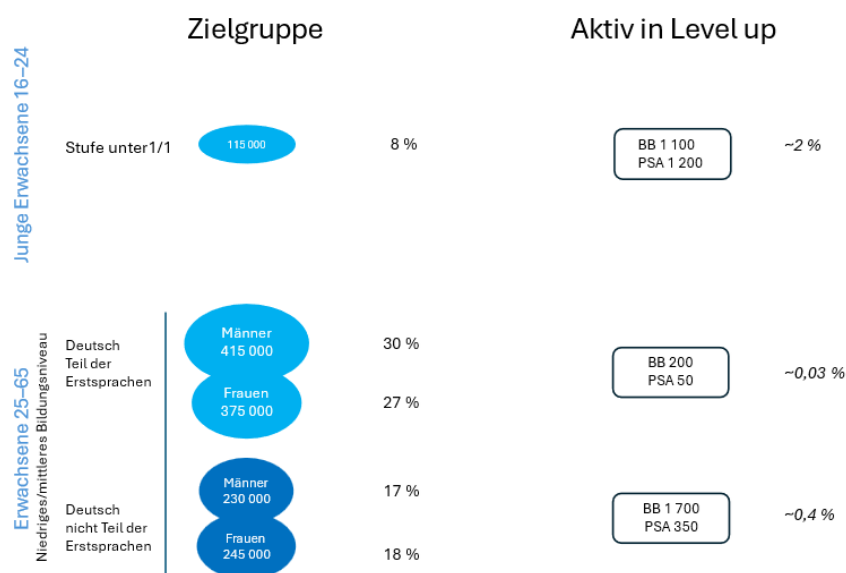 Zielgruppe
Aktiv in Level up
Junge Erwachsene 16–24
Stufe unter1/1
115 000
8 %
BB 1 100
PSA 1 200
~2 %
Erwachsene 25–65
Niedriges/mittleres Bildungsniveau
Deutsch
Teil der
Erstsprachen
Männer
415 000
30 %
Frauen
375 000
27 %
BB 200
PSA 50
~0,03 %
Deutsch
nicht Teil der
Erstsprachen
Männer
230 000
17 %
Frauen
245 000
18 %
BB 1 700
PSA 350
~0,4 %